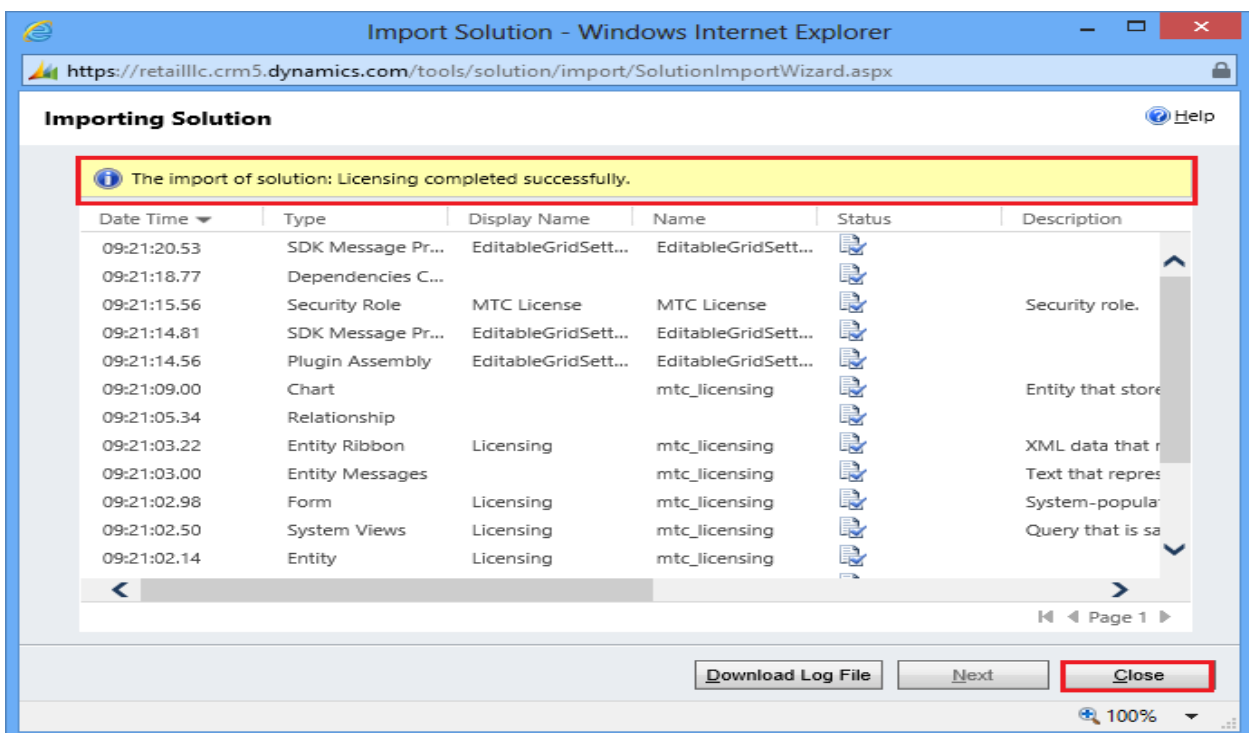 Import Solution - Windows Internet Explorer
https://retailllc.crm5.dynamics.com/tools/solution/import/SolutionImportWizard.aspx
Importing Solution Help
The import of solution: Licensing completed successfully.
Date Time Type Display Name Name Status Description
09:21:20.53 SDK Message Pr... EditableGridSett... EditableGridSett...
09:21:18.77 Dependencies C...
09:21:15.56 Security Role MTC License MTC License Security role.
09:21:14.81 SDK Message Pr... EditableGridSett... EditableGridSett...
09:21:14.56 Plugin Assembly EditableGridSett... EditableGridSett...
09:21:09.00 Chart mtc_licensing Entity that store
09:21:05.34 Relationship
09:21:03.22 Entity Ribbon Licensing mtc_licensing XML data that r
09:21:03.00 Entity Messages mtc_licensing Text that repres
09:21:02.98 Form Licensing mtc_licensing System-popula
09:21:02.50 System Views Licensing mtc_licensing Query that is sa
09:21:02.14 Entity Licensing mtc_licensing
Page 1
Download Log File Next Close
100%